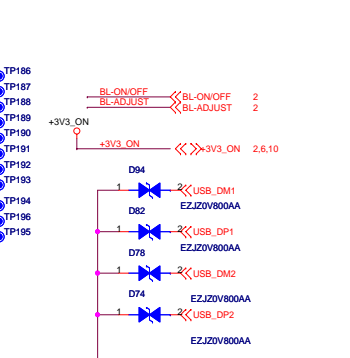 TP186
TP187
TP188
TP189
TP190
TP191
TP192
TP193
TP194
TP196
TP195
BL-ON/OFF BL-ON/OFF 2
BL-ADJUST BL-ADJUST 2
+3V3_ON
+3V3_ON +3V3_ON 2,6,10
D94
1 2 USB_DM1
EZJZ0V800AA
D82
1 2 USB_DP1
EZJZ0V800AA
D78
1 2 USB_DM2
EZJZ0V800AA
D74
1 2 USB_DP2
EZJZ0V800AA